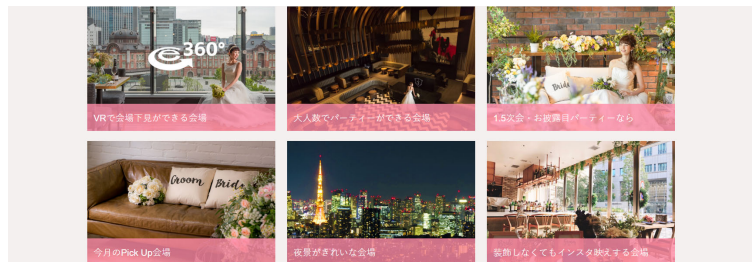 360°
VRで会場下見ができる会場
大人数でパーティーができる会場
Bride
1.5次会・お披露目パーティーなら
Groom
Bride
今月のPick Up会場
夜景がきれいな会場
装飾しなくてもインスタ映えする会場